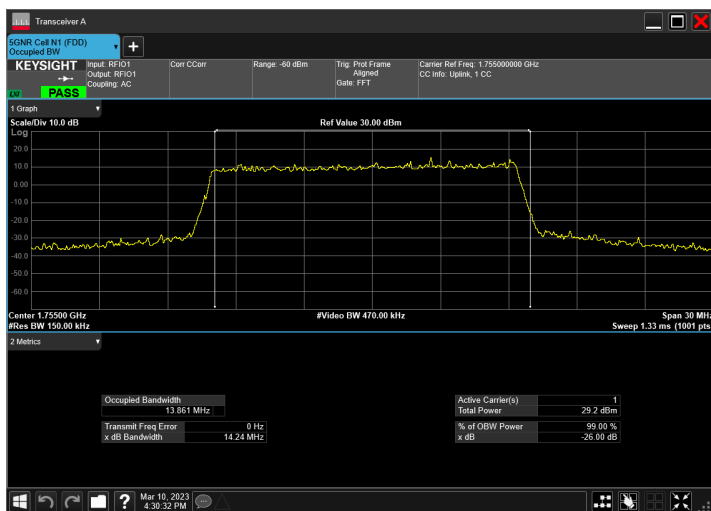 Transceiver A
5GNR Cell N1 (FDD)
Occupied BW
KEYSIGHT
LXI
PASS
Input: RFIO1
Output: RFIO1
Coupling: AC
Corr CCorr
Range: -60 dBm
Trig: Prot Frame
Aligned
Gate: FFT
Carrier Ref Freq: 1.755000000 GHz
CC Info: Uplink, 1 CC
1 Graph
Scale/Div 10.0 dB
Ref Value 30.00 dBm
Log
20.0
10.0
0.00
-10.0
-20.0
-30.0
-40.0
-50.0
-60.0
Center 1.75500 GHz
#Video BW 470.00 kHz
Span 30 MHz
#Res BW 150.00 kHz
Sweep 1.33 ms (1001 pts
2 Metrics
Occupied Bandwidth
13.861 MHz
Active Carrier(s) 1
Total Power 29.2 dBm
Transmit Freq Error 0 Hz
x dB Bandwidth 14.24 MHz
% of OBW Power 99.00 %
x dB -26.00 dB
?
Mar 10, 2023
4:30:32 PM